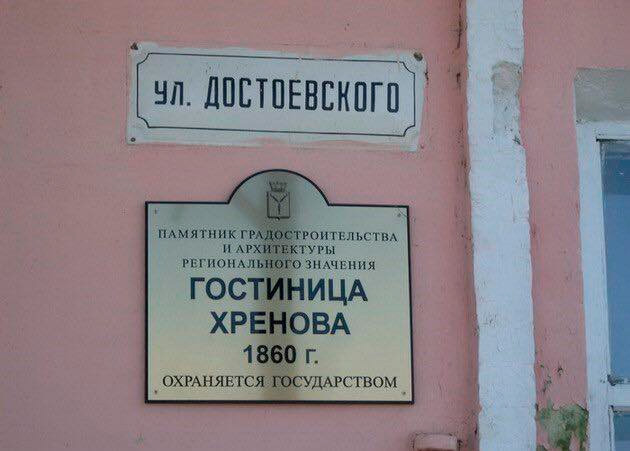 ул. ДОСТОЕВСКОГО
ПАМЯТНИК ГРАДОСТРОИТЕЛЬСТВА
И АРХИТЕКТУРЫ
РЕГИОНАЛЬНОГО ЗНАЧЕНИЯ
ГОСТИНИЦА
ХРЕНОВА
1860 г.
ОХРАНЯЕТСЯ ГОСУДАРСТВОМ